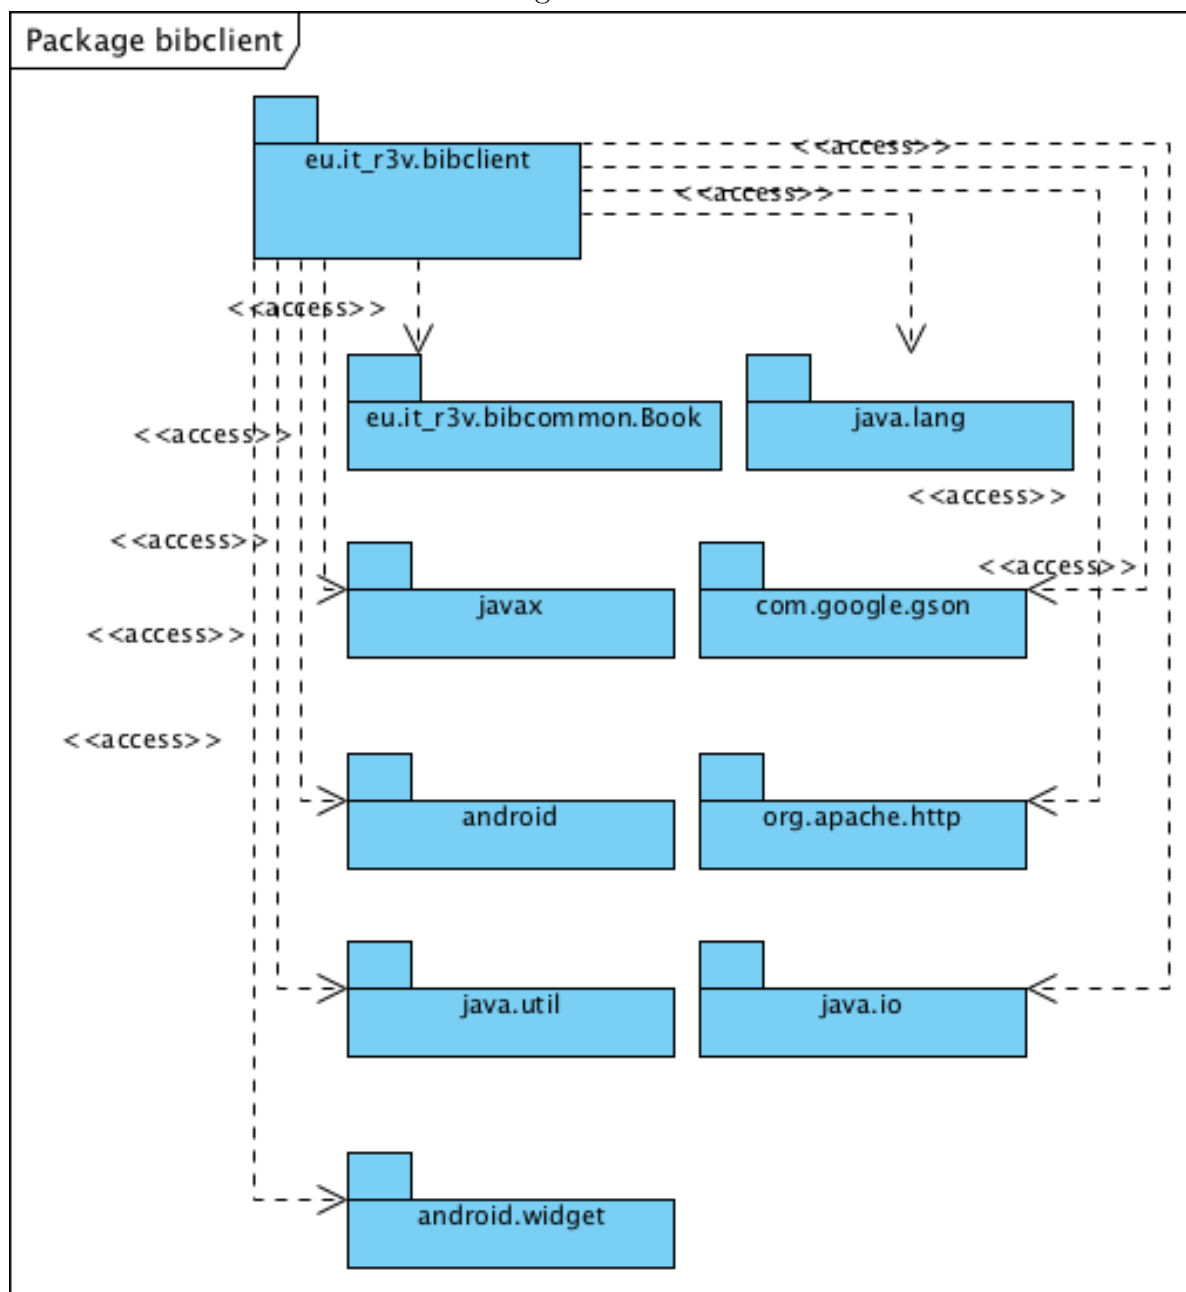 Package bibclient
eu.it_r3v.bibclient
<<access>>
<<access>>
<<access>>
eu.it_r3v.bibcommon.Book
java.lang
<<access>>
<<access>>
<<access>>
<<access>>
javax
com.google.gson
<<access>>
<<access>>
android
org.apache.http
java.util
java.io
android.widget